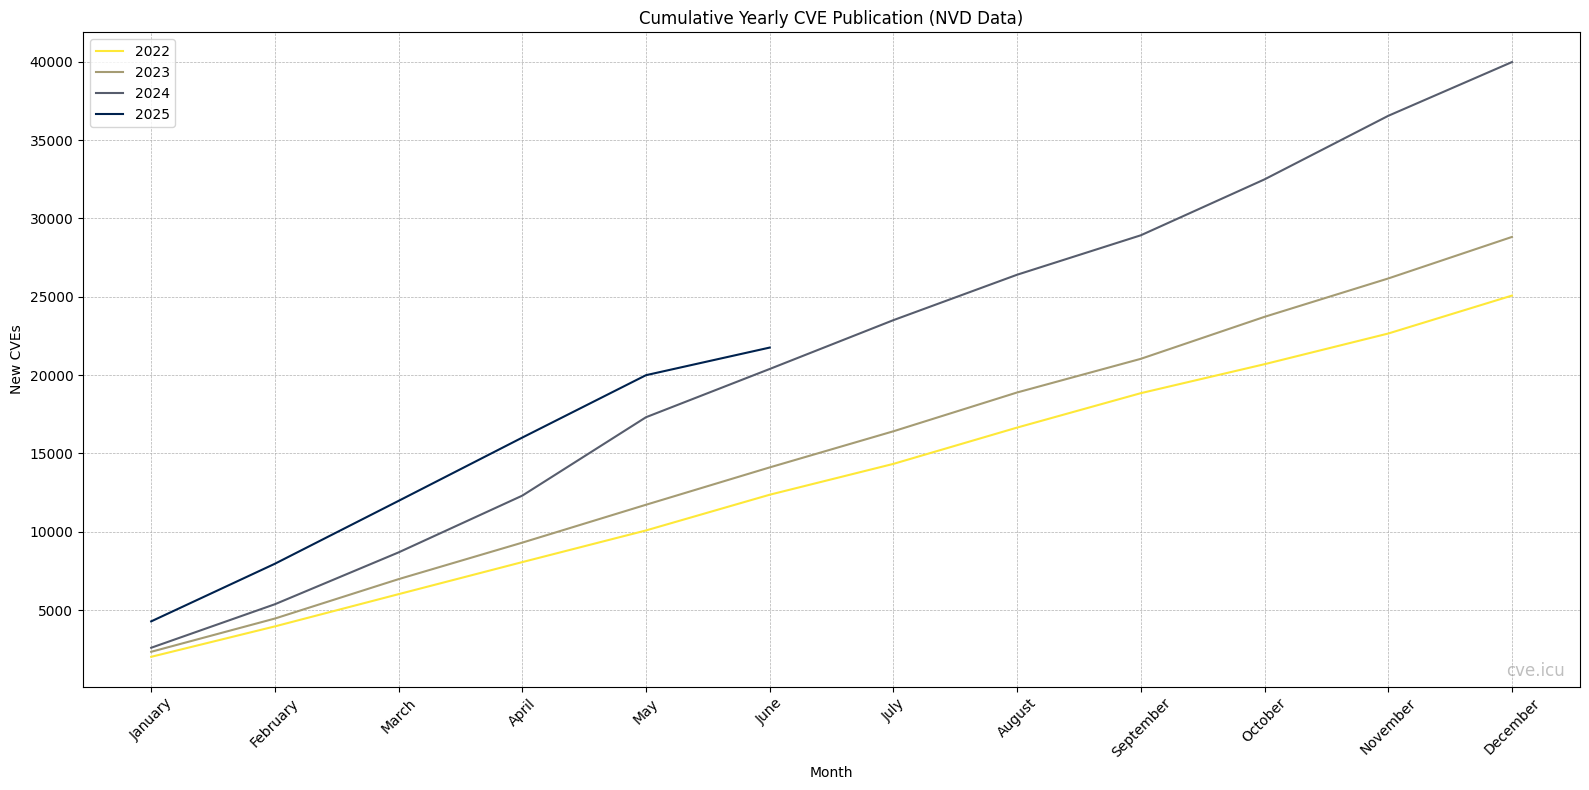 Cumulative Yearly CVE Publication (NVD Data)
2022
2023
2024
2025
40000
35000
30000
25000
20000
15000
10000
5000
New CVEs
cve.icu
January
February
March
April
May
June
July
August
September
October
November
December
Month